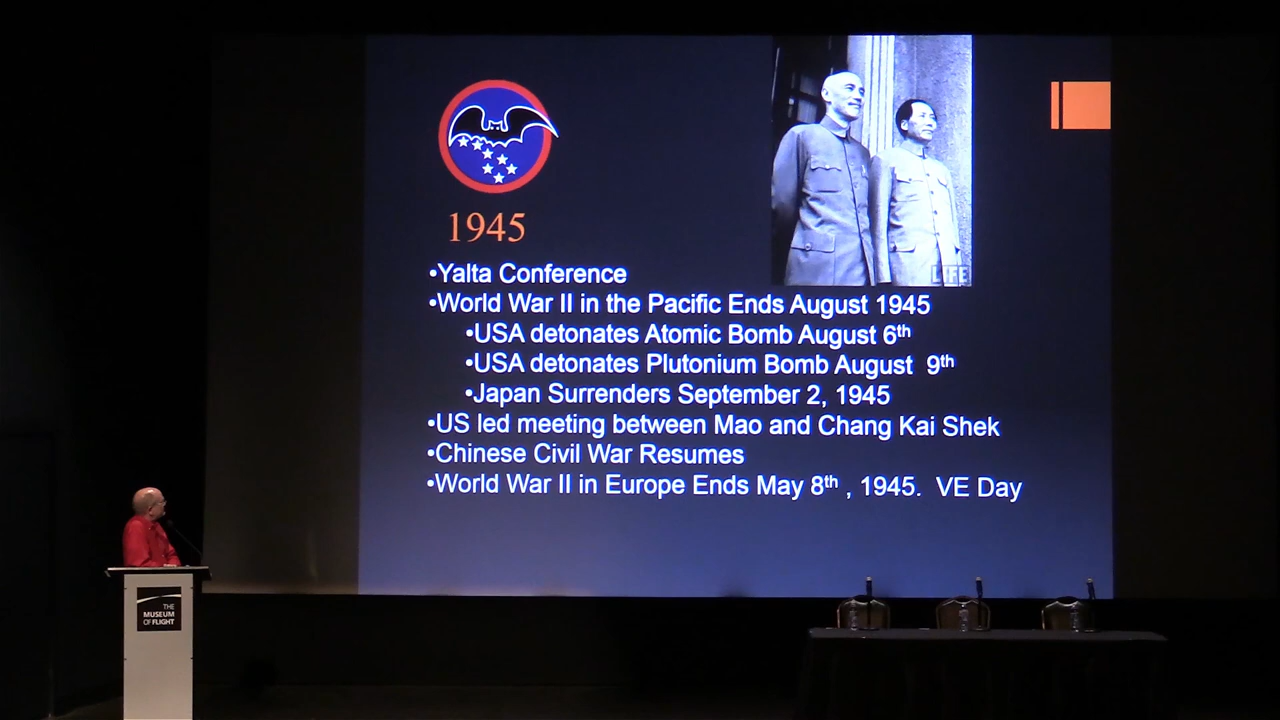 1945
LIFE
•Yalta Conference
•World War II in the Pacific Ends August 1945
•USA detonates Atomic Bomb August 6th
•USA detonates Plutonium Bomb August 9th
•Japan Surrenders September 2, 1945
•US led meeting between Mao and Chang Kai Shek
•Chinese Civil War Resumes
•World War II in Europe Ends May 8th , 1945. VE Day
THE
MUSEUM
OF FLIGHT